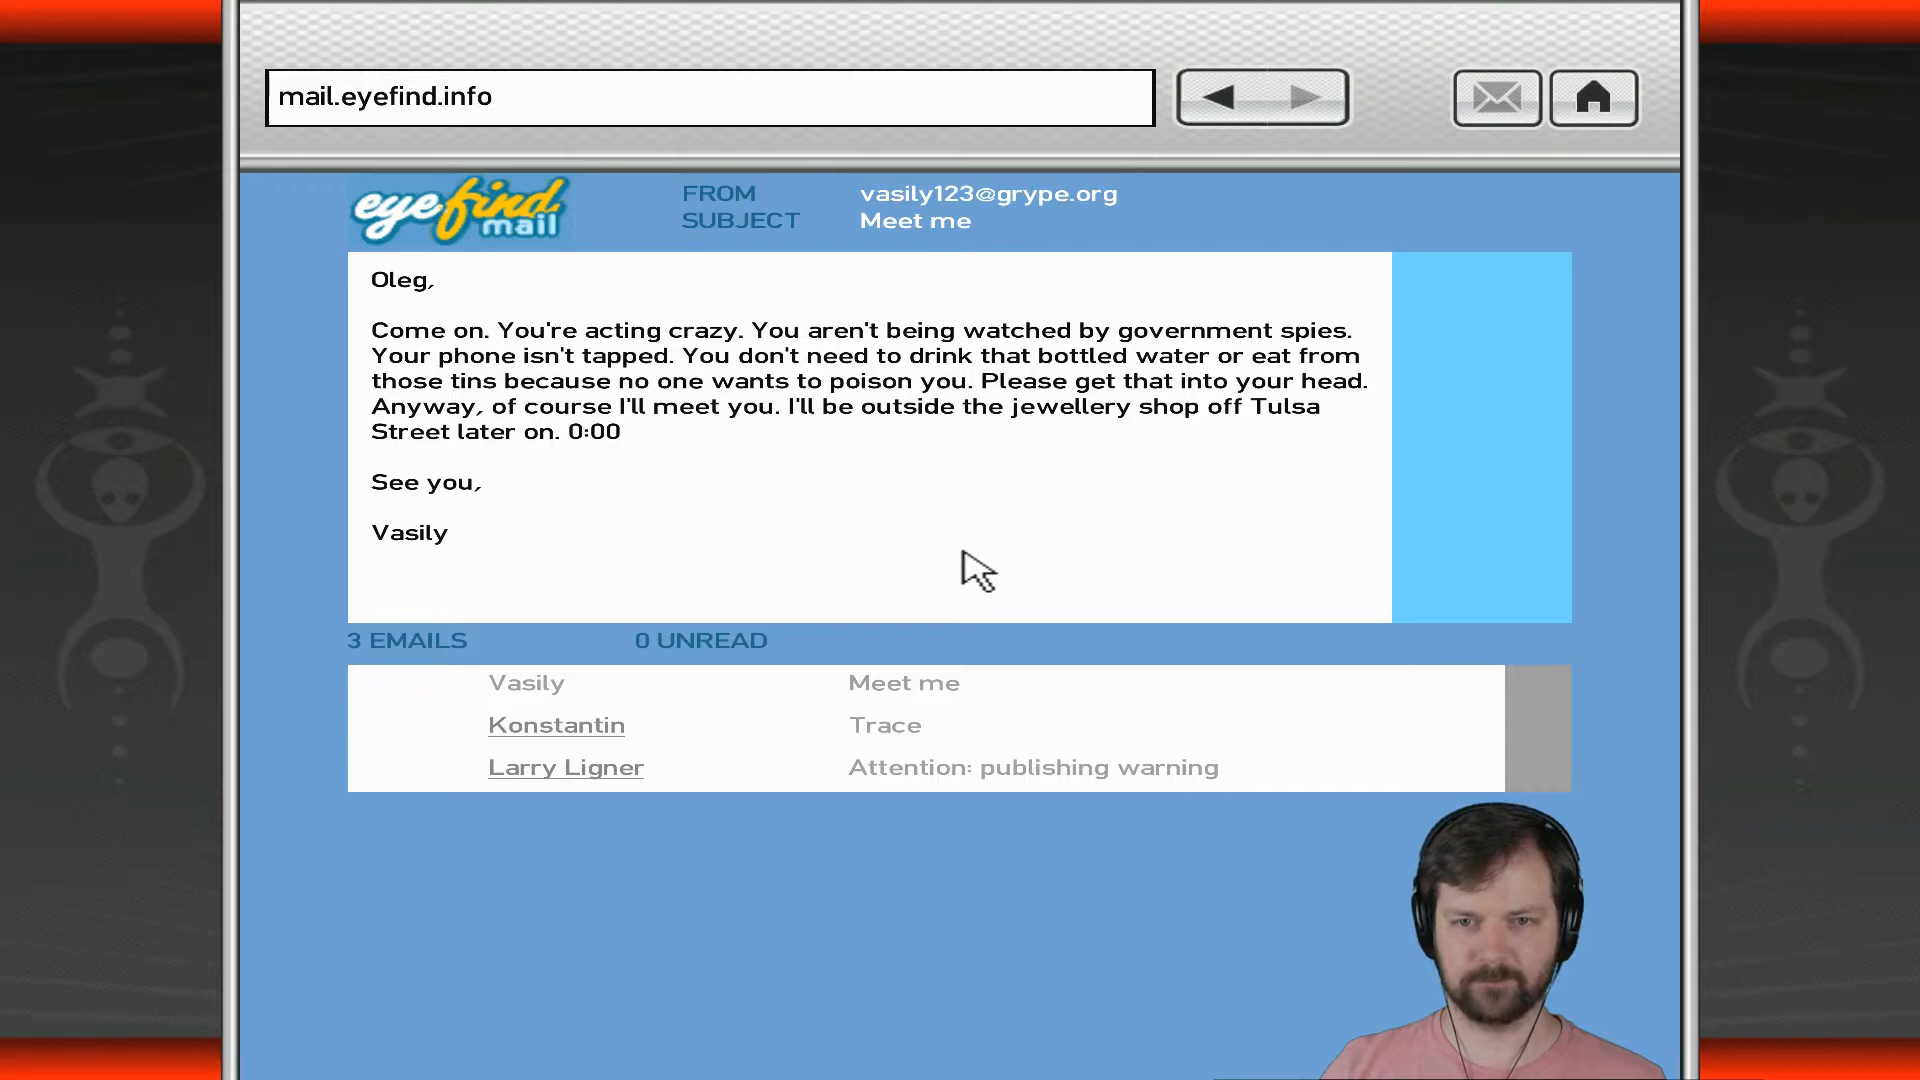 mail.eyefind.info
eyefind mail
FROM vasily123@grype.org
SUBJECT Meet me
Oleg,
Come on. You're acting crazy. You aren't being watched by government spies.
Your phone isn't tapped. You don't need to drink that bottled water or eat from
those tins because no one wants to poison you. Please get that into your head.
Anyway, of course I'll meet you. I'll be outside the jewellery shop off Tulsa
Street later on. 0:00
See you,
Vasily
3 EMAILS 0 UNREAD
Vasily Meet me
Konstantin Trace
Larry Ligner Attention: publishing warning